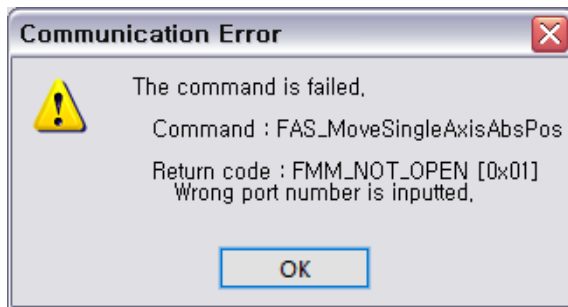 Communication Error
The command is failed.
Command : FAS_MoveSingleAxisAbsPos
Return code : FMM_NOT_OPEN [0x01]
Wrong port number is inputted.
OK